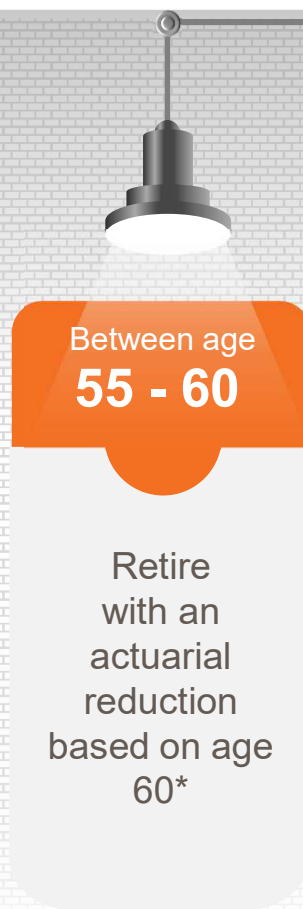 Between age
55 - 60
Retire
with an
actuarial
reduction
based on age
60*